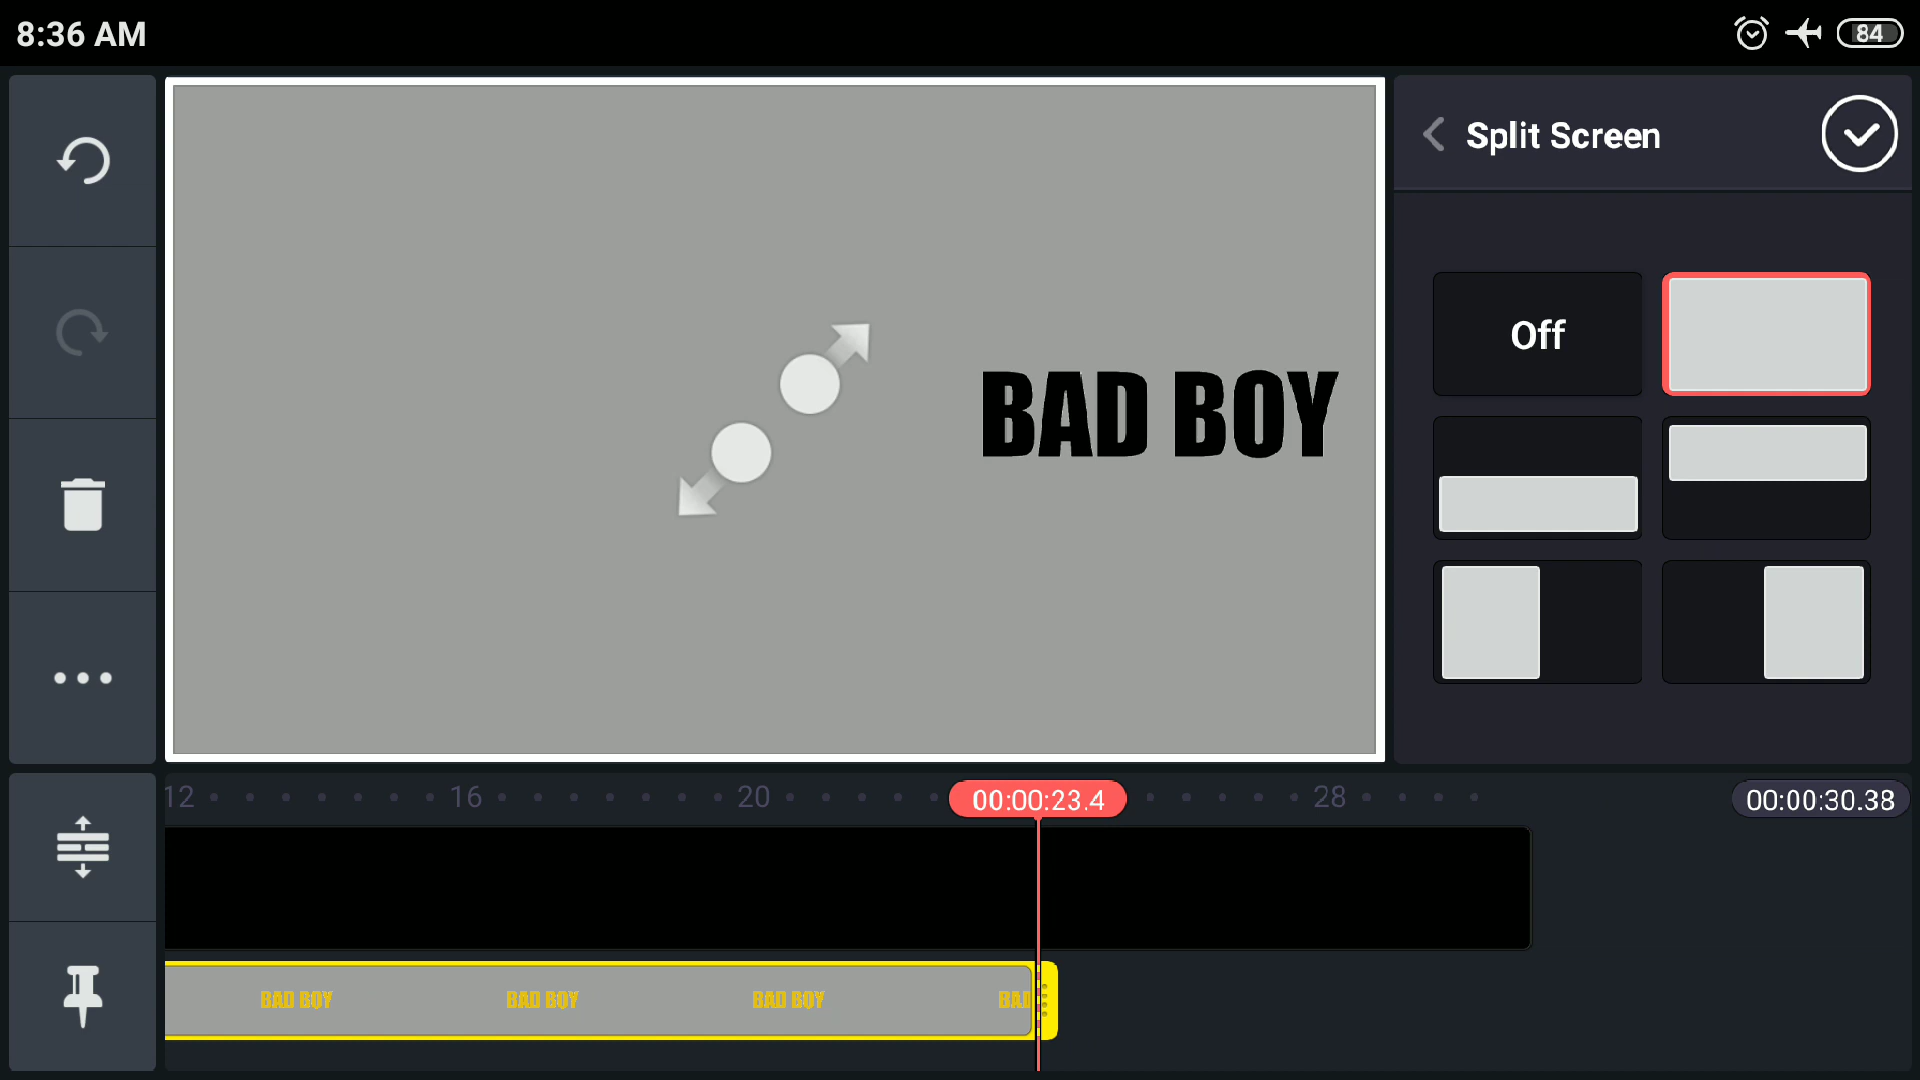 8:36 AM
84
Split Screen
Off
BAD BOY
12
16
20
00:00:23.4
28
00:00:30.38
BAD BOY
BAD BOY
BAD BOY
BAD